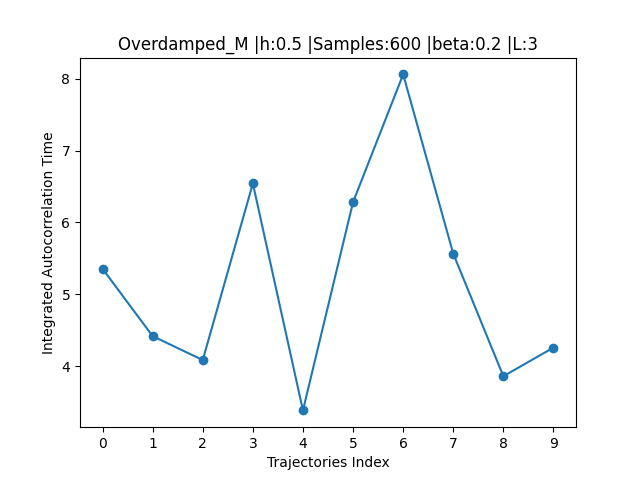 Overdamped_M |h:0.5 |Samples:600 |beta:0.2 |L:3
Integrated Autocorrelation Time
8
7
6
5
4
0 1 2 3 4 5 6 7 8 9
Trajectories Index